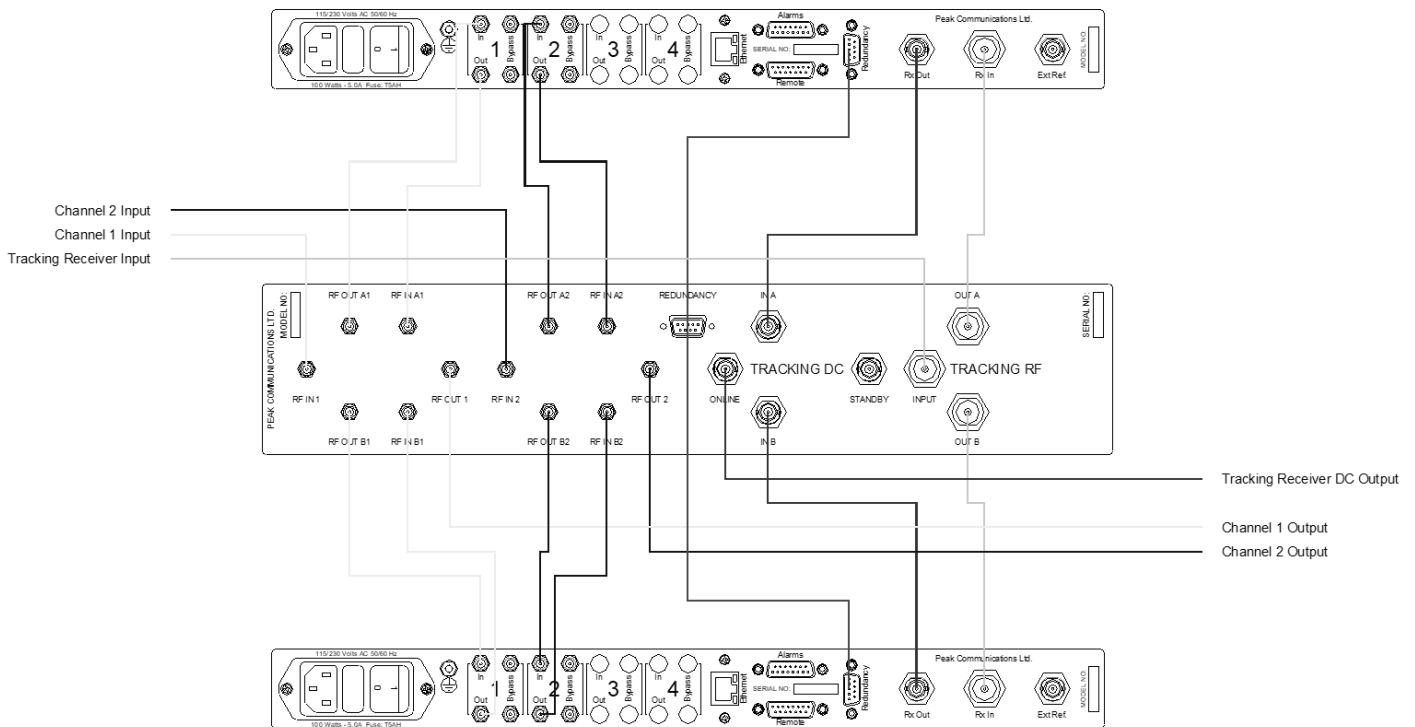 115/230 Volts AC 50/60 Hz
0
1
100 Watts - 5.0A Fuse: T5AH
In
Out
1
Bypass
In
Out
2
Bypass
In
Out
3
Bypass
In
Out
4
Bypass
Ethernet
Alarms
SERIAL NO:
Remote
Redundancy
Peak Communications Ltd.
Rx Out
Rx In
Ext Ref.
MODEL NO
Channel 2 Input
Channel 1 Input
Tracking Receiver Input
PEAK COMMUNICATIONS LTD.
MODEL NO:
RF OUT A1
RF IN A1
RF OUT A2
RF IN A2
REDUNDANCY
IN A
OUT A
SERIAL NO:
TRACKING DC
TRACKING RF
RF IN 1
RF OUT 1
RF IN 2
RF OUT 2
ONLINE
STANDBY
INPUT
RF OUT B1
RF IN B1
RF OUT B2
RF IN B2
IN B
OUT B
Tracking Receiver DC Output
Channel 1 Output
Channel 2 Output
115/230 Volts AC 50/60 Hz
0
1
100 Watts - 5.0A Fuse: T5AH
In
Out
1
Bypass
In
Out
2
Bypass
In
Out
3
Bypass
In
Out
4
Bypass
Ethernet
Alarms
SERIAL NO:
Remote
Redundancy
Peak Communications Ltd.
Rx Out
Rx In
Ext Ref.
MODEL NO